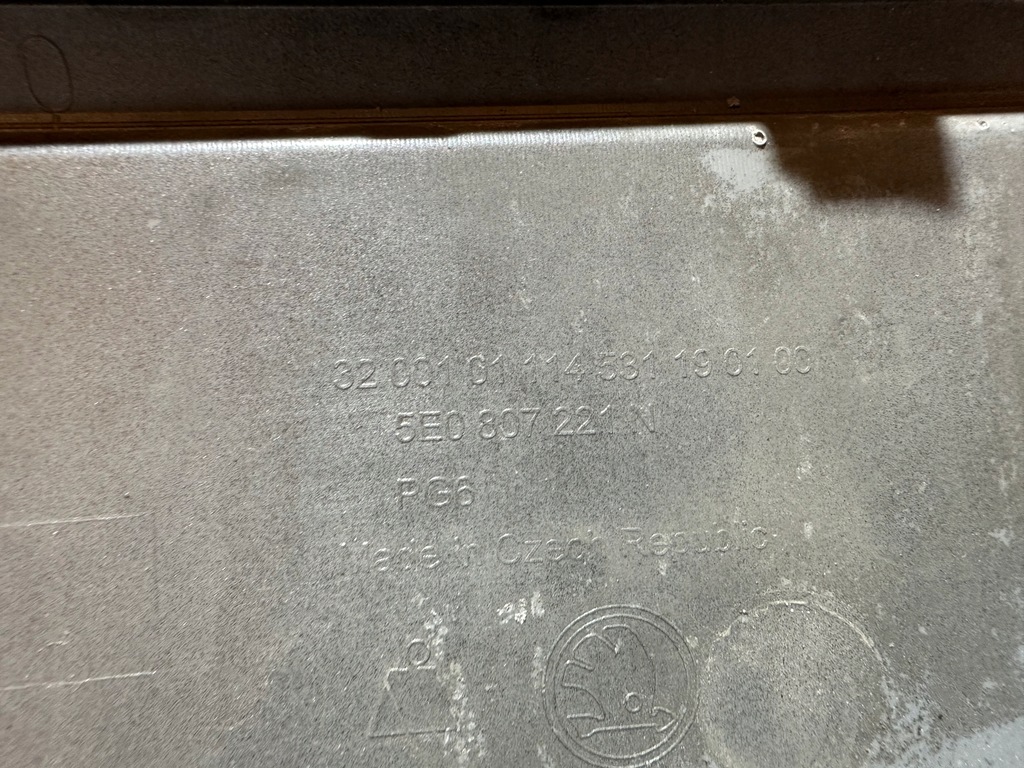 32 001 01 114 531 19 01 00
5E0 807 221 N
PG6
Made in Czech Republic